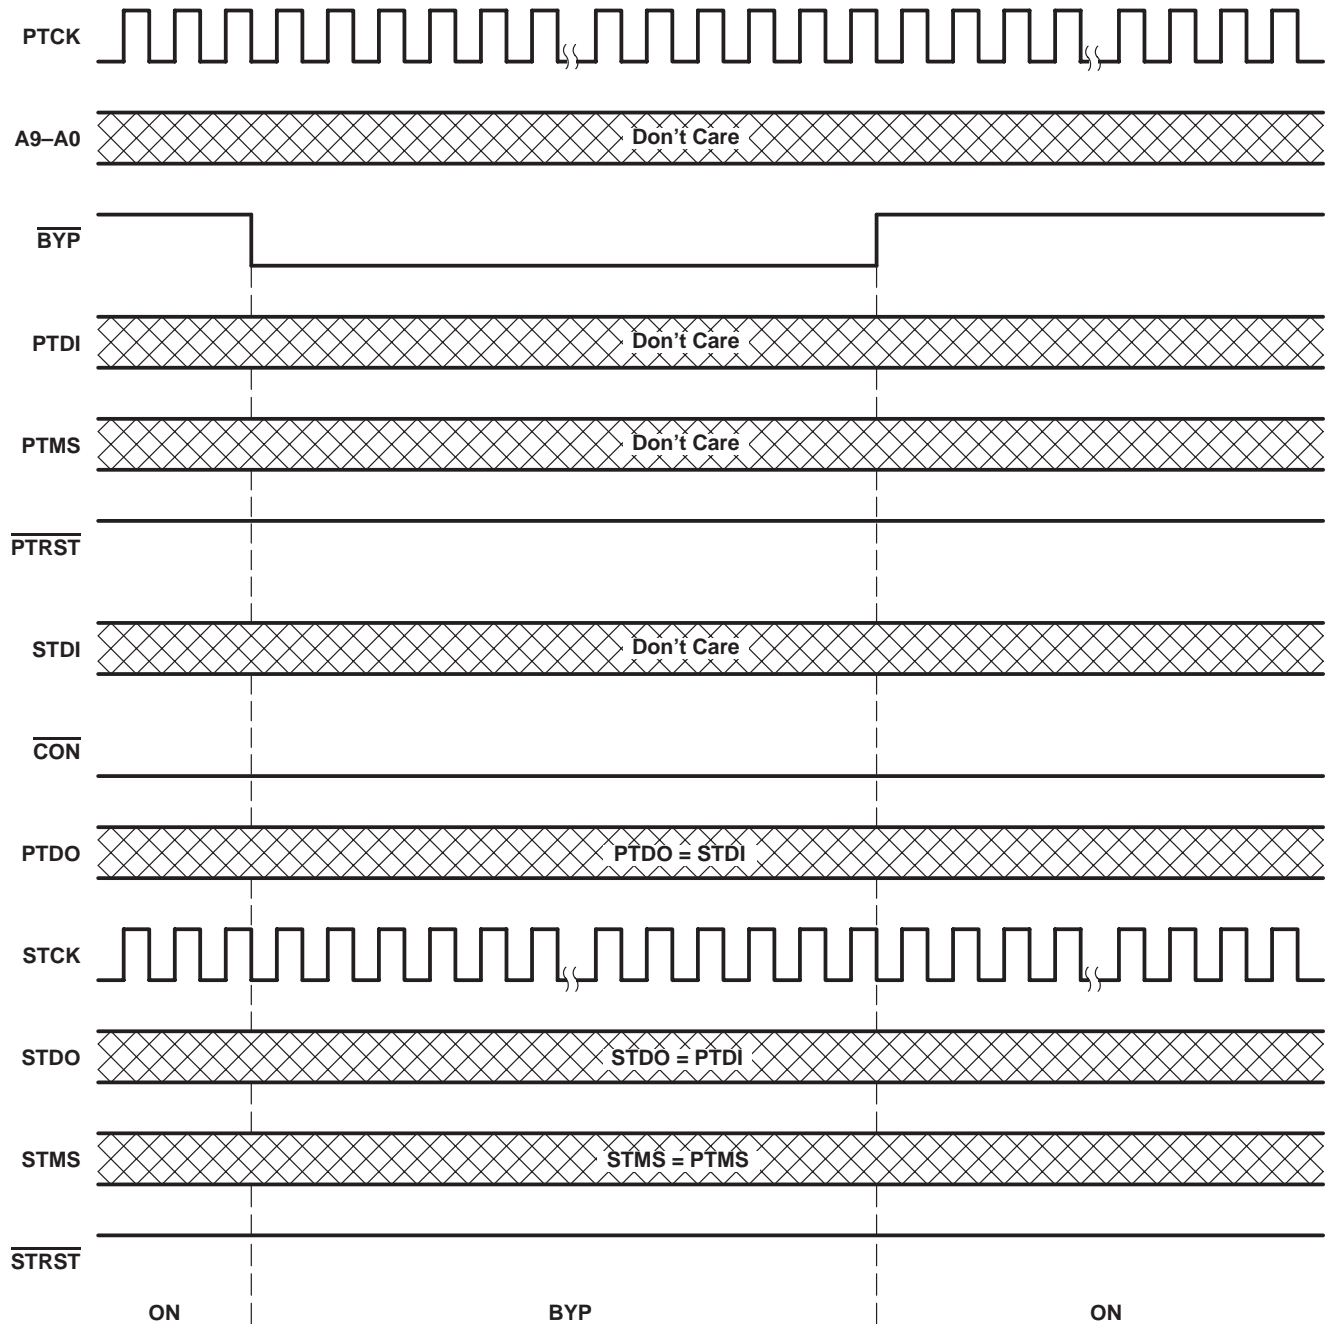 PTCK
A9–A0
Don't Care
BYP
PTDI
Don't Care
PTMS
Don't Care
PTRST
STDI
Don't Care
CON
PTDO
PTDO = STDI
STCK
STDO
STDO = PTDI
STMS
STMS = PTMS
STRST
ON BYP ON